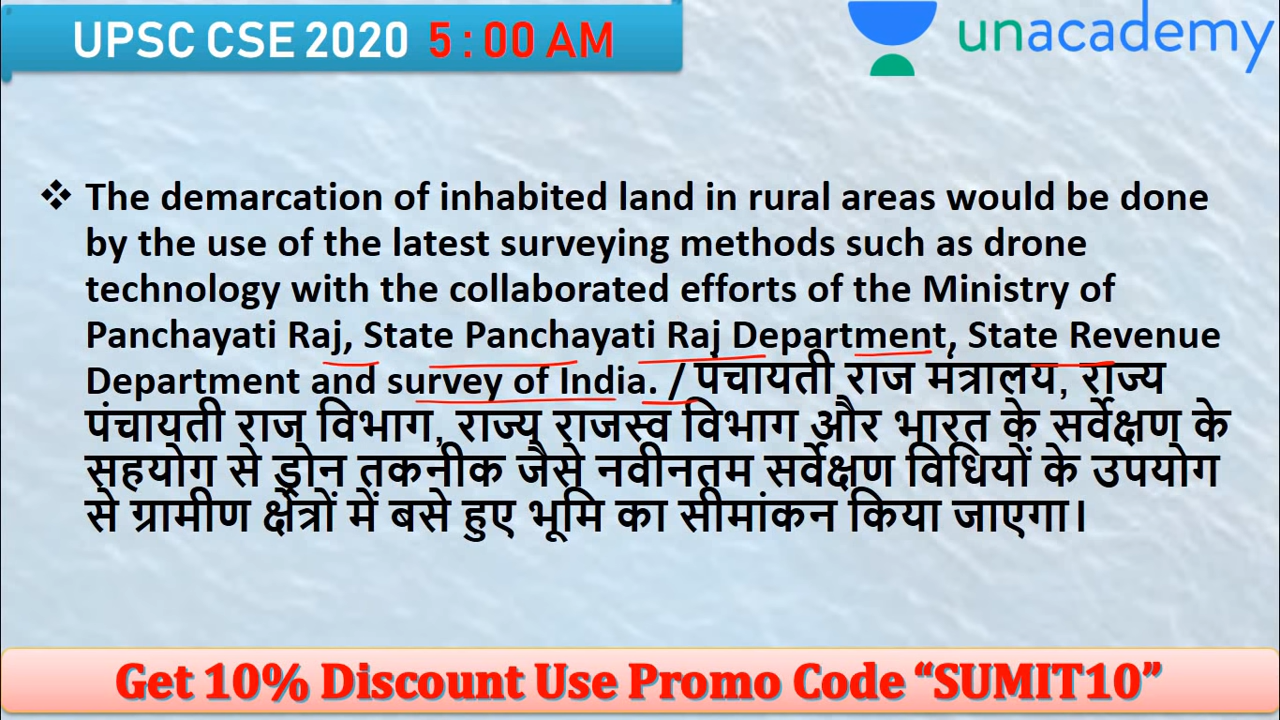 UPSC CSE 2020 5 : 00 AM
unacademy
❖ The demarcation of inhabited land in rural areas would be done
by the use of the latest surveying methods such as drone
technology with the collaborated efforts of the Ministry of
Panchayati Raj, State Panchayati Raj Department, State Revenue
Department and survey of India. / पंचायती राज मंत्रालय, राज्य
पंचायती राज विभाग, राज्य राजस्व विभाग और भारत के सर्वेक्षण के
सहयोग से ड्रोन तकनीक जैसे नवीनतम सर्वेक्षण विधियों के उपयोग
से ग्रामीण क्षेत्रों में बसे हुए भूमि का सीमांकन किया जाएगा।
Get 10% Discount Use Promo Code “SUMIT10”